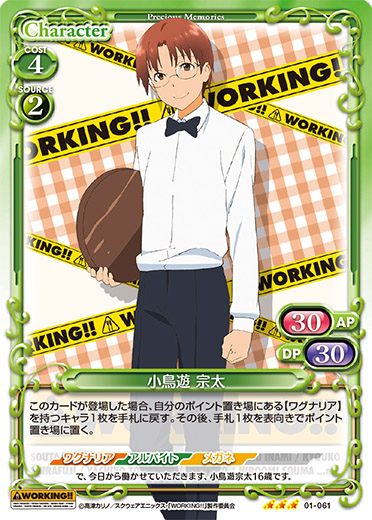 Precious Memories
Character
COST
4
SOURCE
2
WORKING!!
WORKING!!
WORKING!!
WORKING!!
WORKING!!
30 AP
DP 30
小鳥遊 宗太
このカードが登場した場合、自分のポイント置き場にある【ワグナリア】
を持つキャラ1枚を手札に戻す。その後、手札1枚を表向きでポイント
置き場に置く。
ワグナリア アルバイト メガネ
で、今日から働かせていただきます、小鳥遊宗太16歳です。
WORKING!!
©高津カリノ/スクウェアエニックス・「WORKING!!」製作委員会
01-061